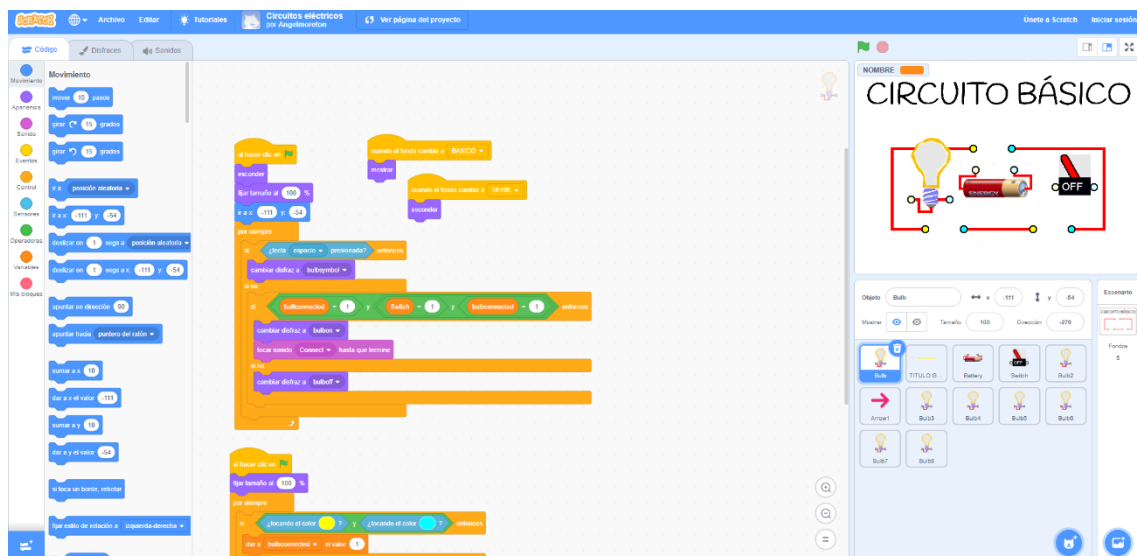 SCRATCH
Archivo
Editar
Tutoriales
Circuitos eléctricos
por Angelmoreton
Ver página del proyecto
Únete a Scratch
Iniciar sesión
Código
Disfraces
Sonidos
Movimiento
Apariencia
Sonido
Eventos
Control
Sensores
Operadores
Variables
Mis bloques
Movimiento
mover 10 pasos
girar 15 grados
girar 15 grados
ir a posición aleatoria
ir a x: -111 y: -54
deslizar en 1 segs a posición aleatoria
deslizar en 1 segs a x: -111 y: -54
apuntar en dirección 90
apuntar hacia puntero del ratón
sumar a x 10
dar a x el valor -111
sumar a y 10
dar a y el valor -54
si toca un borde, rebotar
fijar estilo de rotación a izquierda-derecha
al hacer clic en
esconder
fijar tamaño al 100 %
ir a x: -111 y: -54
por siempre
si ¿tecla espacio presionada? entonces
cambiar disfraz a bulbsymbol
si no
si bullconnected = 1 y Switch = 1 y bulbconnected = 1 entonces
cambiar disfraz a bulbon
tocar sonido Connect hasta que termine
si no
cambiar disfraz a bulboff
cuando el fondo cambie a BASICO
mostrar
cuando el fondo cambie a SERIE
esconder
al hacer clic en
fijar tamaño al 100 %
por siempre
si ¿tocando el color ? y ¿tocando el color ? entonces
dar a bulbconnected el valor 1
NOMBRE
CIRCUITO BÁSICO
ENERGY
OFF
Objeto
Bulb
x -111
y -54
Mostrar
Tamaño 100
Dirección -270
Bulb
TITULO S...
Battery
Switch
Bulb2
Arrow1
Bulb3
Bulb4
Bulb5
Bulb6
Bulb7
Bulb8
Escenario
Fondos
6